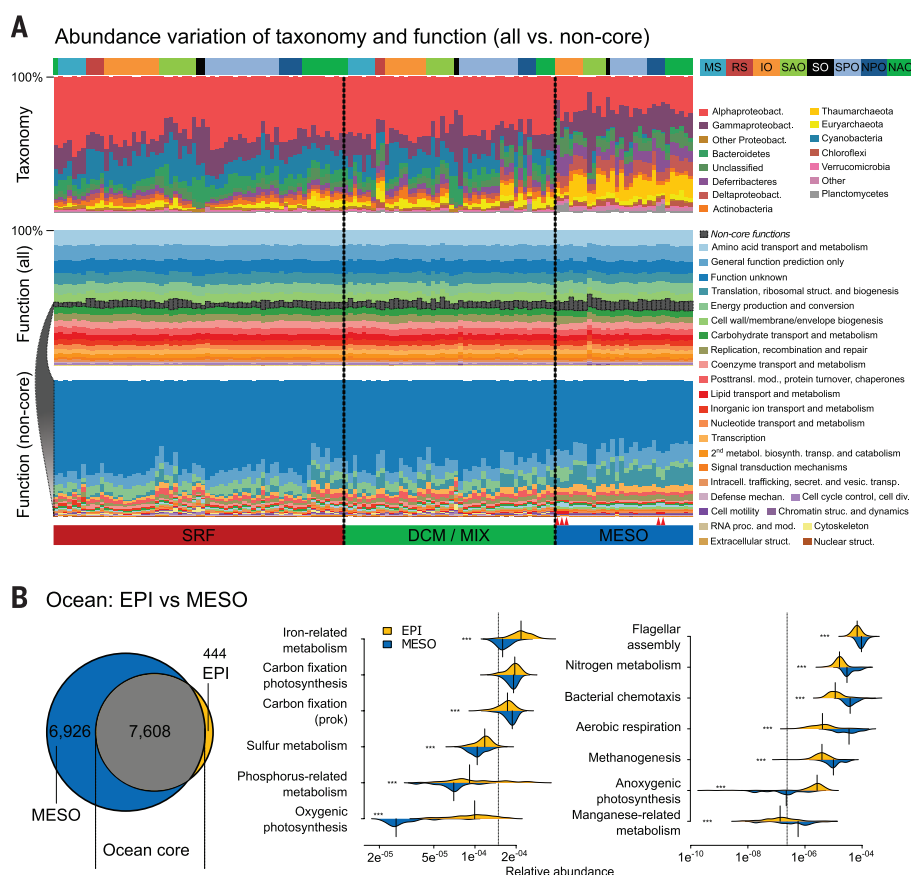 A
Abundance variation of taxonomy and function (all vs. non-core)
MS RS IO SAO SO SPO NPO NAO
100%
Taxonomy
Alphaproteobact.
Gammaproteobact.
Other Proteobact.
Bacteroidetes
Unclassified
Deferribacteres
Deltaproteobact.
Actinobacteria
Thaumarchaeota
Euryarchaeota
Cyanobacteria
Chloroflexi
Verrucomicrobia
Other
Planctomycetes
100%
Function (all)
Function (non-core)
Non-core functions
Amino acid transport and metabolism
General function prediction only
Function unknown
Translation, ribosomal struct. and biogenesis
Energy production and conversion
Cell wall/membrane/envelope biogenesis
Carbohydrate transport and metabolism
Replication, recombination and repair
Coenzyme transport and metabolism
Posttransl. mod., protein turnover, chaperones
Lipid transport and metabolism
Inorganic ion transport and metabolism
Nucleotide transport and metabolism
Transcription
2nd metabol. biosynth. transp. and catabolism
Signal transduction mechanisms
Intracell. trafficking, secret. and vesic. transp.
Defense mechan. Cell cycle control, cell div.
Cell motility Chromatin struc. and dynamics
RNA proc. and mod. Cytoskeleton
Extracellular struct. Nuclear struct.
SRF DCM / MIX MESO
B
Ocean: EPI vs MESO
444
EPI
6,926
7,608
MESO
Ocean core
EPI
MESO
Iron-related
metabolism
***
Carbon fixation
photosynthesis
Carbon fixation
(prok)
***
Sulfur metabolism
***
Phosphorus-related
metabolism
***
Oxygenic
photosynthesis
***
2e-05 5e-05 1e-04 2e-04
Flagellar
assembly
***
Nitrogen metabolism
***
Bacterial chemotaxis
***
Aerobic respiration
***
Methanogenesis
***
Anoxygenic
photosynthesis
***
Manganese-related
metabolism
***
1e-10 1e-08 1e-06 1e-04
Relative abundance